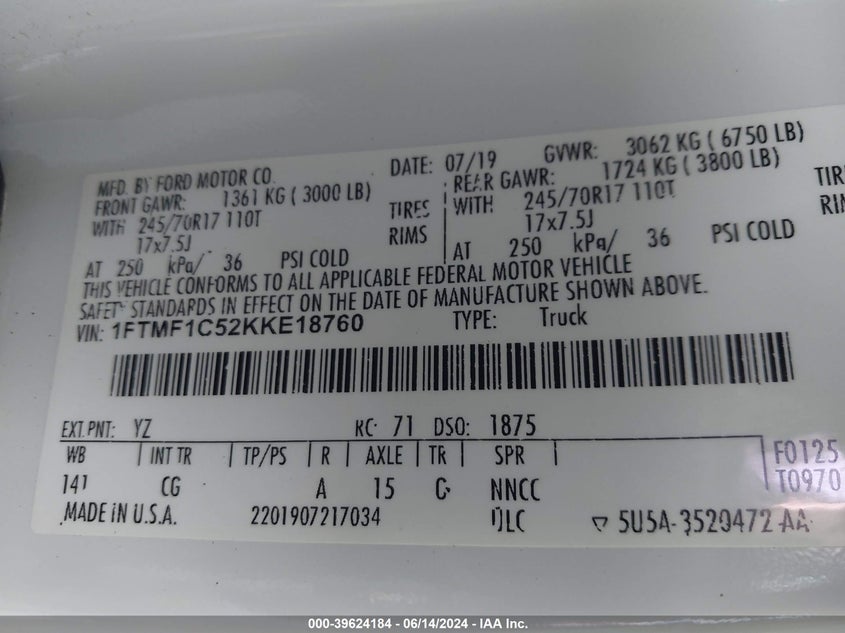 MFD. BY FORD MOTOR CO. DATE: 07/19 GVWR: 3062 KG ( 6750 LB)
FRONT GAWR: 1361 KG ( 3000 LB) REAR GAWR: 1724 KG ( 3800 LB)
WITH 245/70R17 110T TIRES WITH 245/70R17 110T TIRE
17x7.5J RIMS 17x7.5J RIM
AT 250 kPa/ 36 PSI COLD AT 250 kPa/ 36 PSI COLD
THIS VEHICLE CONFORMS TO ALL APPLICABLE FEDERAL MOTOR VEHICLE
SAFETY STANDARDS IN EFFECT ON THE DATE OF MANUFACTURE SHOWN ABOVE.
VIN: 1FTMF1C52KKE18760 TYPE: Truck
EXT. PNT: YZ RC: 71 DSO: 1875
WB INT TR TP/PS R AXLE TR SPR F0125
141 CG A 15 G NNCC T0970
MADE IN U.S.A. 2201907217034 ULC ▽ 5U5A-3520472-AA
000-39624184 - 06/14/2024 - IAA Inc.